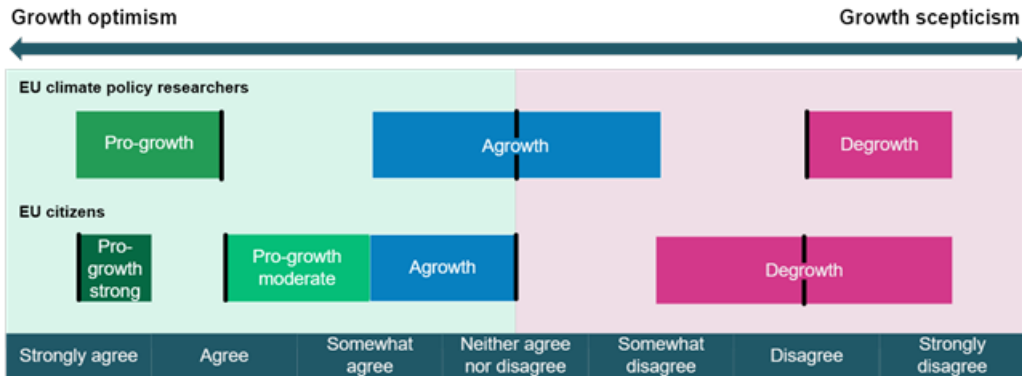 Growth optimism
Growth scepticism
EU climate policy researchers
Pro-growth
Agrowth
Degrowth
EU citizens
Pro-
growth
strong
Pro-growth
moderate
Agrowth
Degrowth
Strongly agree
Agree
Somewhat
agree
Neither agree
nor disagree
Somewhat
disagree
Disagree
Strongly
disagree